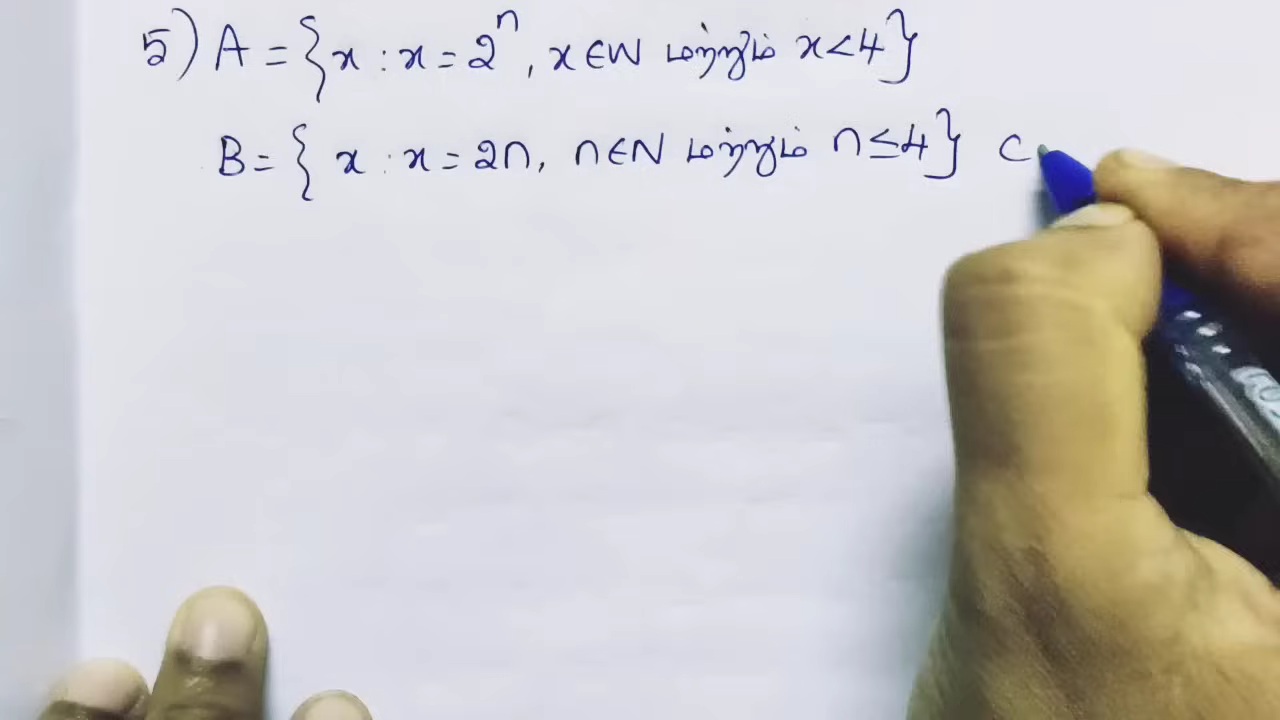 5) A = { x : x = 2ⁿ, x ∈ W மற்றும் x < 4 }
B = { x : x = 2n, n ∈ N மற்றும் n ≤ 4 } C